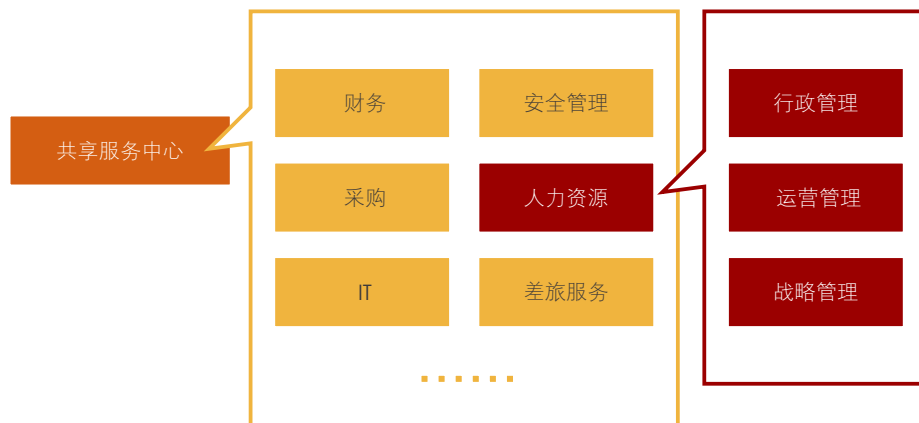 共享服务中心
财务
安全管理
采购
人力资源
IT
差旅服务
······
行政管理
运营管理
战略管理